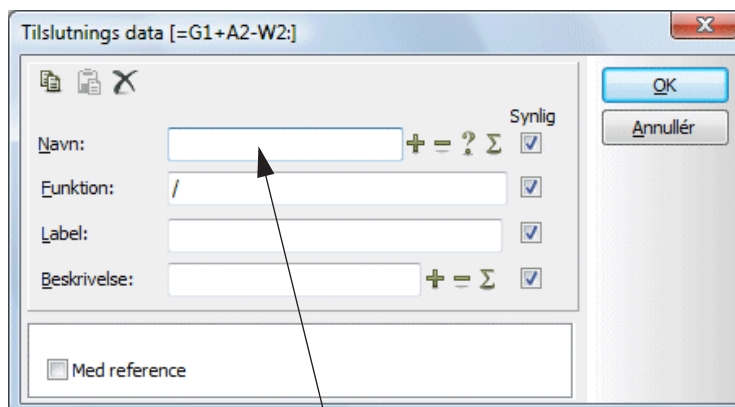 Tilslutnings data [=G1+A2-W2:]
OK
Synlig
Annullér
Navn:
Funktion: /
Label:
Beskrivelse:
Med reference